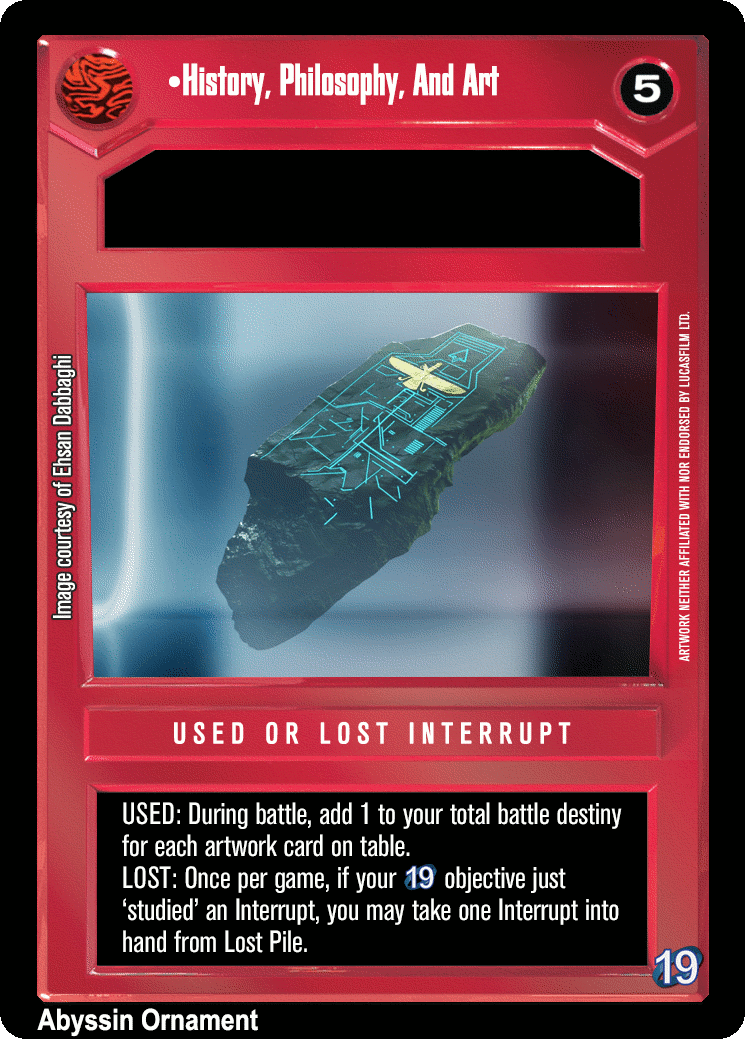 •History, Philosophy, And Art
5
Image courtesy of Ehsan Dabbaghi
ARTWORK NEITHER AFFILIATED WITH NOR ENDORSED BY LUCASFILM LTD.
USED OR LOST INTERRUPT
USED: During battle, add 1 to your total battle destiny
for each artwork card on table.
LOST: Once per game, if your 19 objective just
‘studied’ an Interrupt, you may take one Interrupt into
hand from Lost Pile.
19
Abyssin Ornament